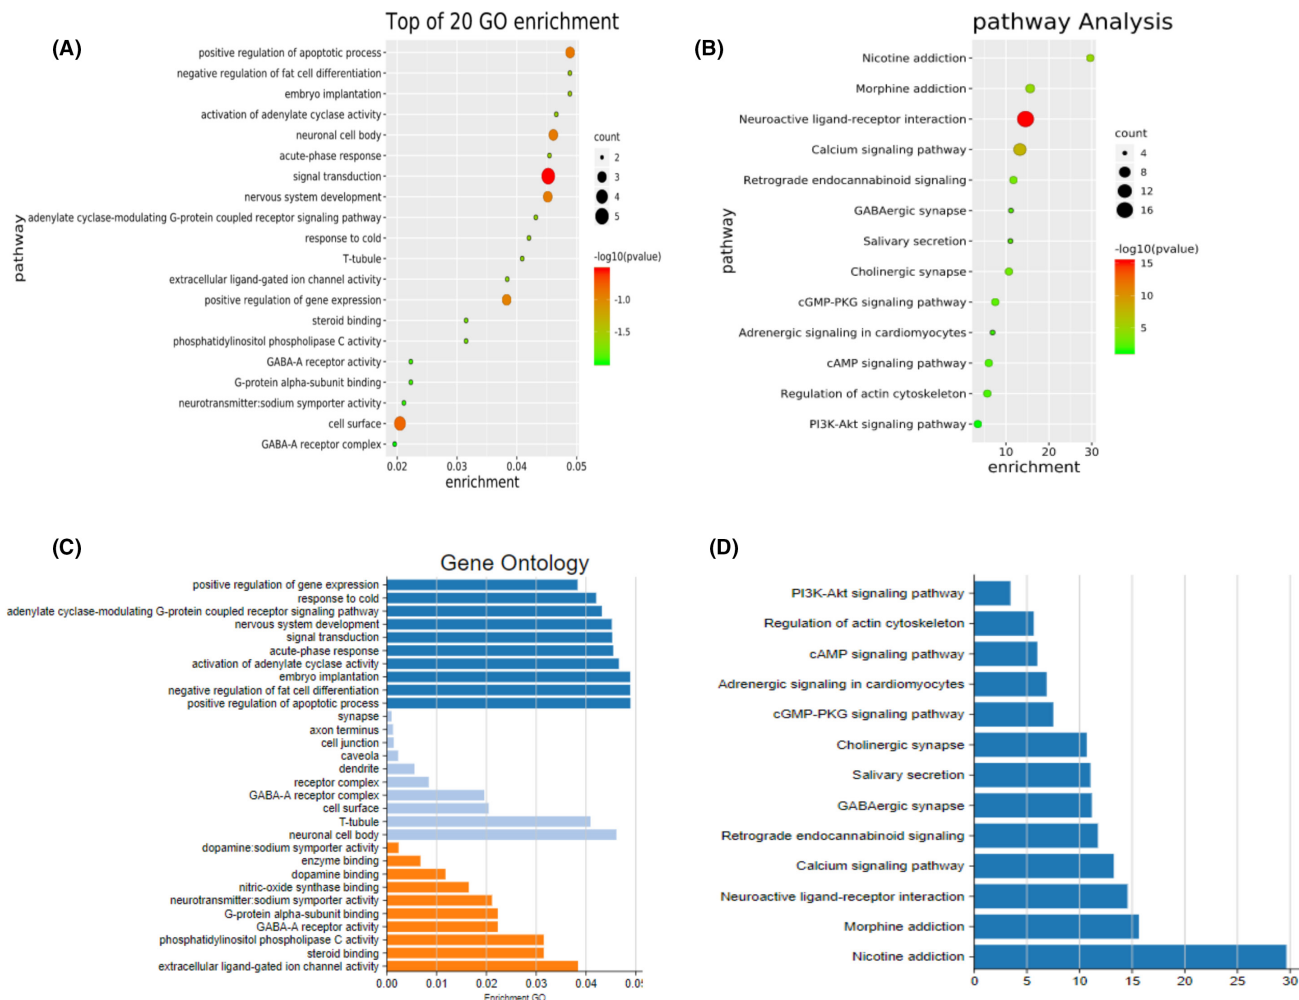 (A)
Top of 20 GO enrichment
positive regulation of apoptotic process
negative regulation of fat cell differentiation
embryo implantation
activation of adenylate cyclase activity
neuronal cell body
acute-phase response
signal transduction
nervous system development
adenylate cyclase-modulating G-protein coupled receptor signaling pathway
response to cold
T-tubule
extracellular ligand-gated ion channel activity
positive regulation of gene expression
steroid binding
phosphatidylinositol phospholipase C activity
GABA-A receptor activity
G-protein alpha-subunit binding
neurotransmitter:sodium symporter activity
cell surface
GABA-A receptor complex
pathway
0.02 0.03 0.04 0.05
enrichment
count
2
3
4
5
-log10(pvalue)
-1.0
-1.5
(B)
pathway Analysis
Nicotine addiction
Morphine addiction
Neuroactive ligand-receptor interaction
Calcium signaling pathway
Retrograde endocannabinoid signaling
GABAergic synapse
Salivary secretion
Cholinergic synapse
cGMP-PKG signaling pathway
Adrenergic signaling in cardiomyocytes
cAMP signaling pathway
Regulation of actin cytoskeleton
PI3K-Akt signaling pathway
pathway
10 20 30
enrichment
count
4
8
12
16
-log10(pvalue)
15
10
5
(C)
Gene Ontology
positive regulation of gene expression
response to cold
adenylate cyclase-modulating G-protein coupled receptor signaling pathway
nervous system development
signal transduction
acute-phase response
activation of adenylate cyclase activity
embryo implantation
negative regulation of fat cell differentiation
positive regulation of apoptotic process
synapse
axon terminus
cell junction
caveola
dendrite
receptor complex
GABA-A receptor complex
cell surface
T-tubule
neuronal cell body
dopamine:sodium symporter activity
enzyme binding
dopamine binding
nitric-oxide synthase binding
neurotransmitter:sodium symporter activity
G-protein alpha-subunit binding
GABA-A receptor activity
phosphatidylinositol phospholipase C activity
steroid binding
extracellular ligand-gated ion channel activity
0.00 0.01 0.02 0.03 0.04
Enrichment GO
(D)
PI3K-Akt signaling pathway
Regulation of actin cytoskeleton
cAMP signaling pathway
Adrenergic signaling in cardiomyocytes
cGMP-PKG signaling pathway
Cholinergic synapse
Salivary secretion
GABAergic synapse
Retrograde endocannabinoid signaling
Calcium signaling pathway
Neuroactive ligand-receptor interaction
Morphine addiction
Nicotine addiction
0 5 10 15 20 25 30